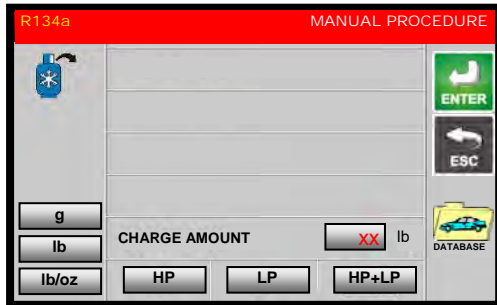 R134a MANUAL PROCEDURE
ENTER
ESC
g
lb
CHARGE AMOUNT XX lb
DATABASE
lb/oz HP LP HP+LP